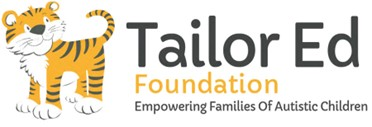 Tailor Ed
Foundation
Empowering Families Of Autistic Children